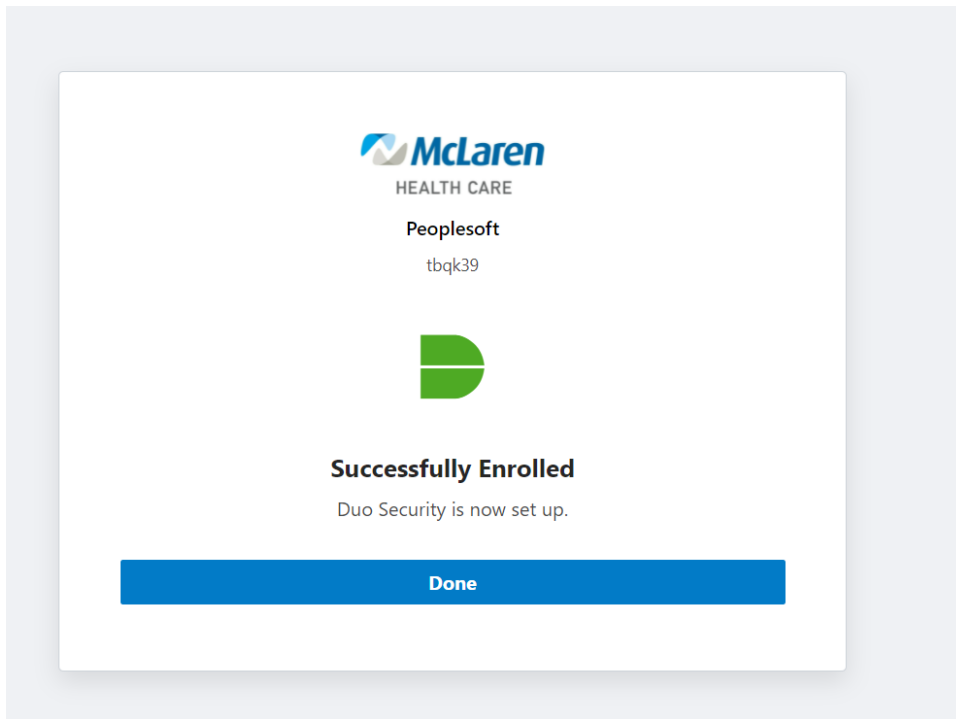 McLaren
HEALTH CARE
Peoplesoft
tbqk39
Successfully Enrolled
Duo Security is now set up.
Done